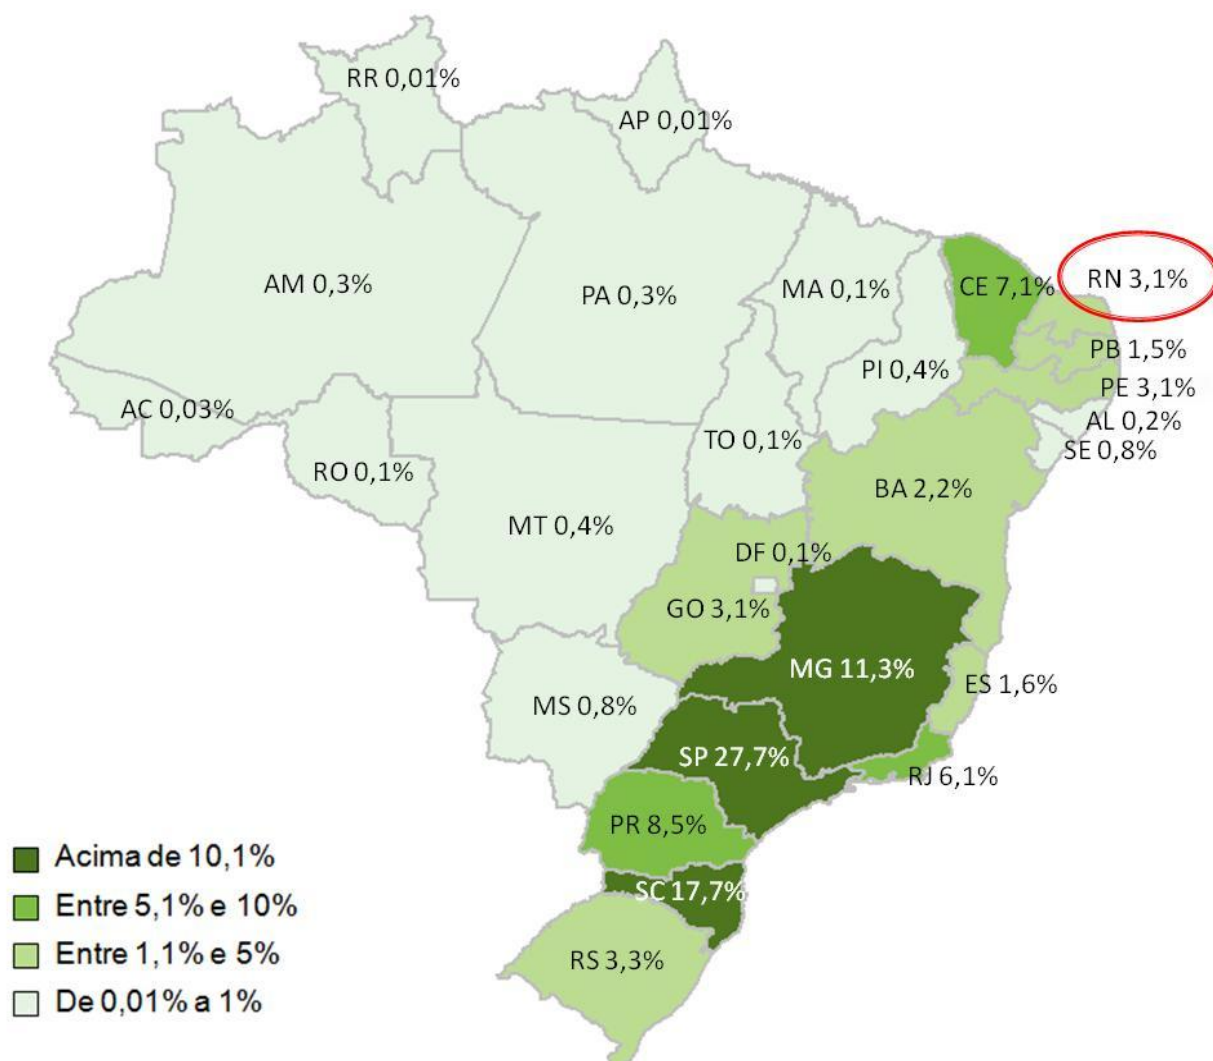 RR 0,01%
AP 0,01%
AM 0,3%
PA 0,3%
MA 0,1%
CE 7,1%
RN 3,1%
PB 1,5%
PI 0,4%
PE 3,1%
AC 0,03%
AL 0,2%
TO 0,1%
SE 0,8%
RO 0,1%
BA 2,2%
MT 0,4%
DF 0,1%
GO 3,1%
MG 11,3%
ES 1,6%
MS 0,8%
SP 27,7%
RJ 6,1%
PR 8,5%
SC 17,7%
RS 3,3%
Acima de 10,1%
Entre 5,1% e 10%
Entre 1,1% e 5%
De 0,01% a 1%